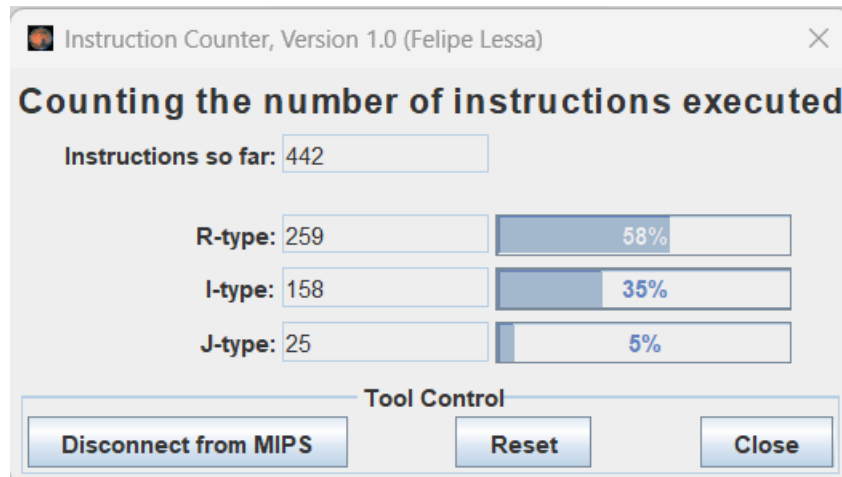 Instruction Counter, Version 1.0 (Felipe Lessa)
Counting the number of instructions executed
Instructions so far: 442
R-type: 259 58%
I-type: 158 35%
J-type: 25 5%
Tool Control
Disconnect from MIPS Reset Close